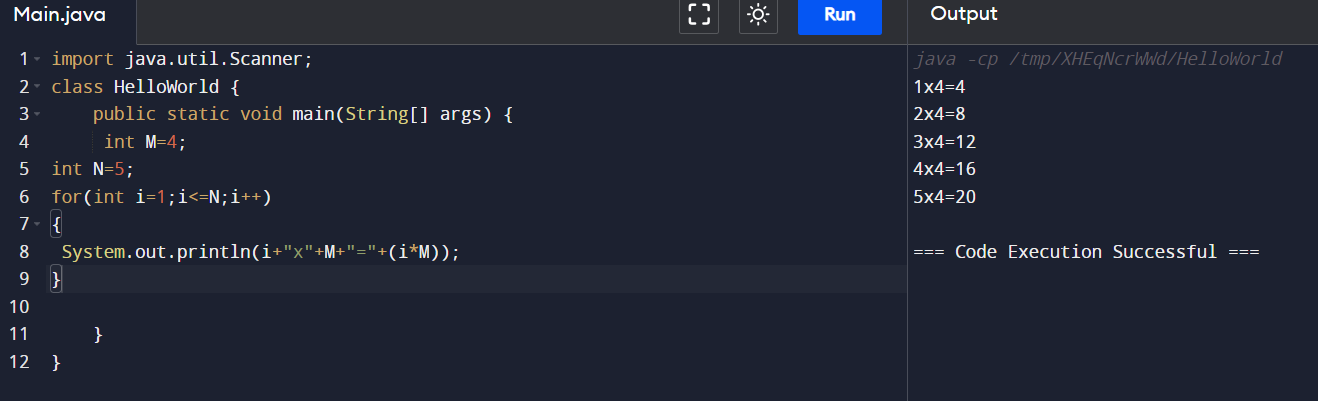 Main.java
Run
Output
1 import java.util.Scanner;
2 class HelloWorld {
3     public static void main(String[] args) {
4      int M=4;
5 int N=5;
6 for(int i=1;i<=N;i++)
7 {
8  System.out.println(i+"x"+M+"="+(i*M));
9 }
10
11     }
12 }
java -cp /tmp/XHEqNcrWWd/HelloWorld
1x4=4
2x4=8
3x4=12
4x4=16
5x4=20
=== Code Execution Successful ===